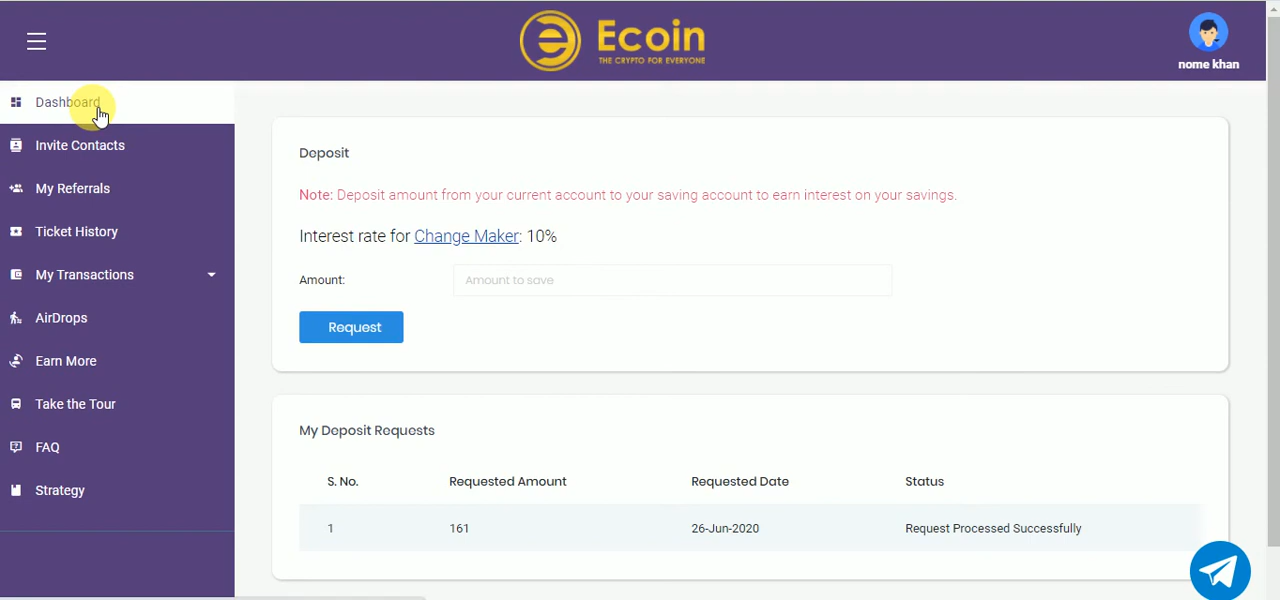 Ecoin
THE CRYPTO FOR EVERYONE
nome khan
Dashboard
Invite Contacts
My Referrals
Ticket History
My Transactions
AirDrops
Earn More
Take the Tour
FAQ
Strategy
Deposit
Note: Deposit amount from your current account to your saving account to earn interest on your savings.
Interest rate for Change Maker: 10%
Amount: Amount to save
Request
My Deposit Requests
S. No. Requested Amount Requested Date Status
1 161 26-Jun-2020 Request Processed Successfully